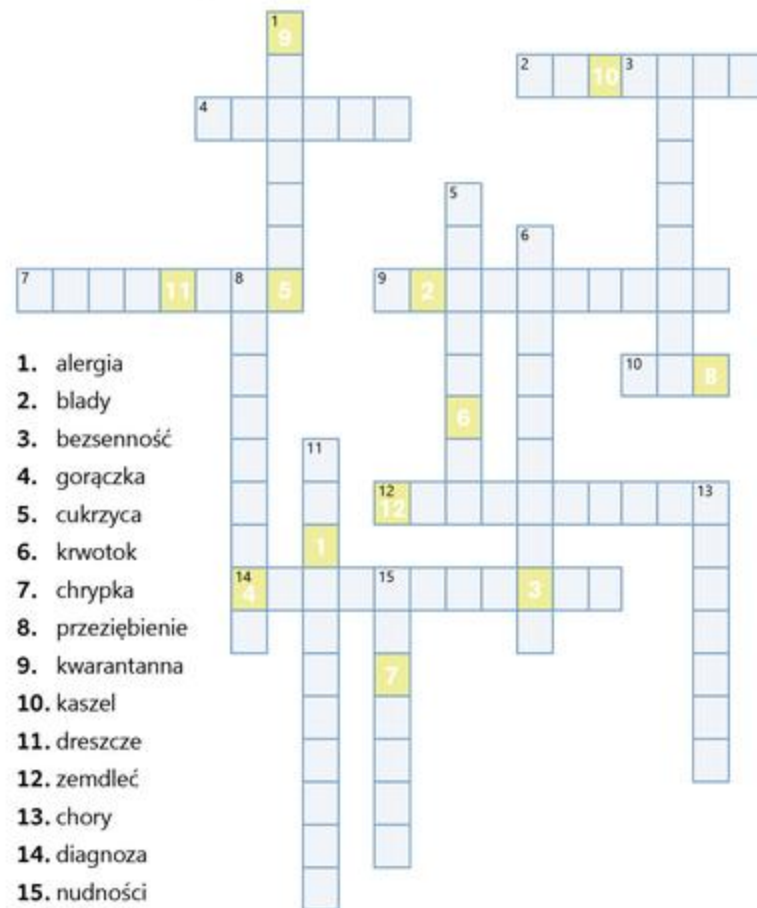 1
9
2
10
3
4
5
6
7
11
8
5
9
2
10
8
6
11
12
12
13
1
14
4
15
3
7
1. alergia
2. blady
3. bezsenność
4. gorączka
5. cukrzyca
6. krwotok
7. chrypka
8. przeziębienie
9. kwarantanna
10. kaszel
11. dreszcze
12. zemdleć
13. chory
14. diagnoza
15. nudności